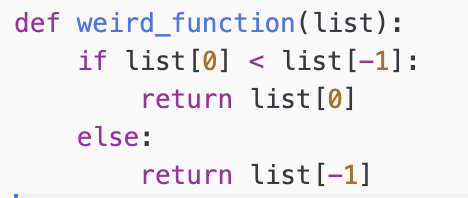 def weird_function(list):
    if list[0] < list[-1]:
        return list[0]
    else:
        return list[-1]